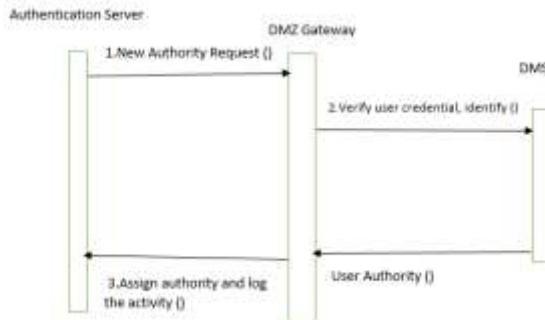 Authentication Server
DMZ Gateway
1.New Authority Request ()
DMS
2.Verify user credential, identify ()
3.Assign authority and log
the activity ()
User Authority ()